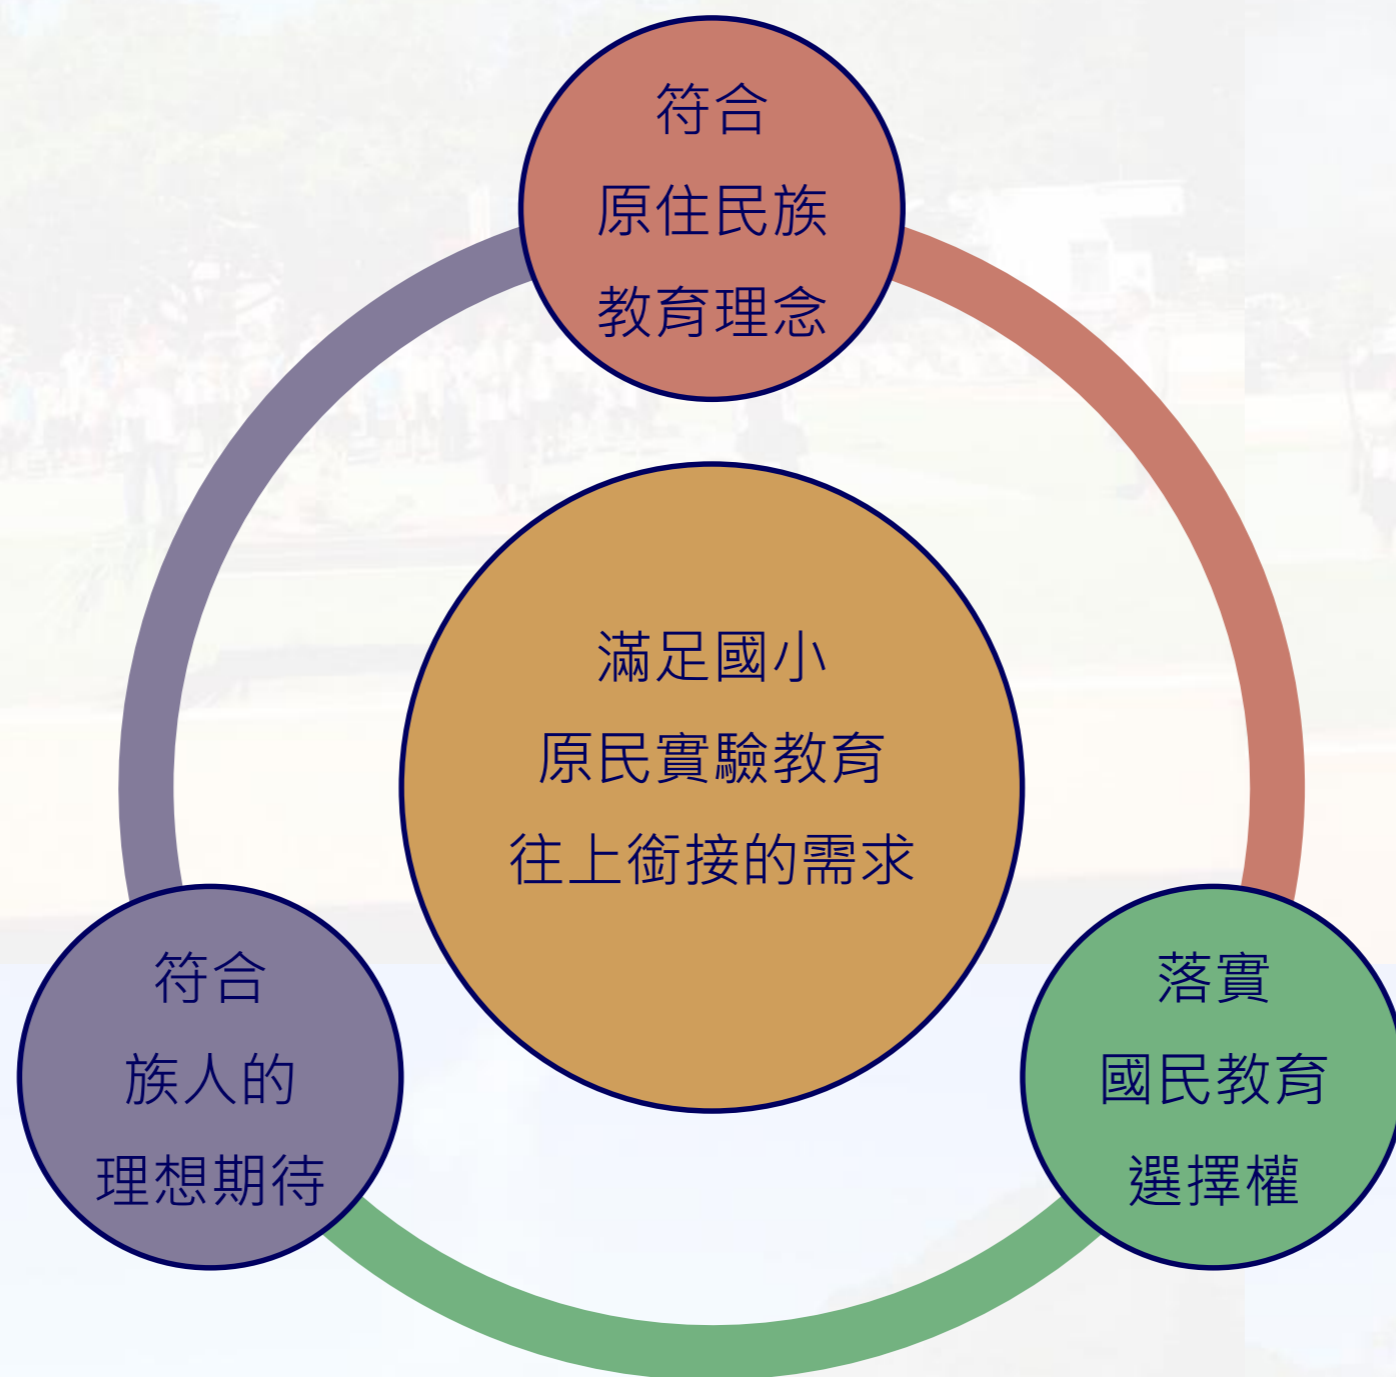 符合
原住民族
教育理念
滿足國小
原民實驗教育
往上銜接的需求
符合
族人的
理想期待
落實
國民教育
選擇權